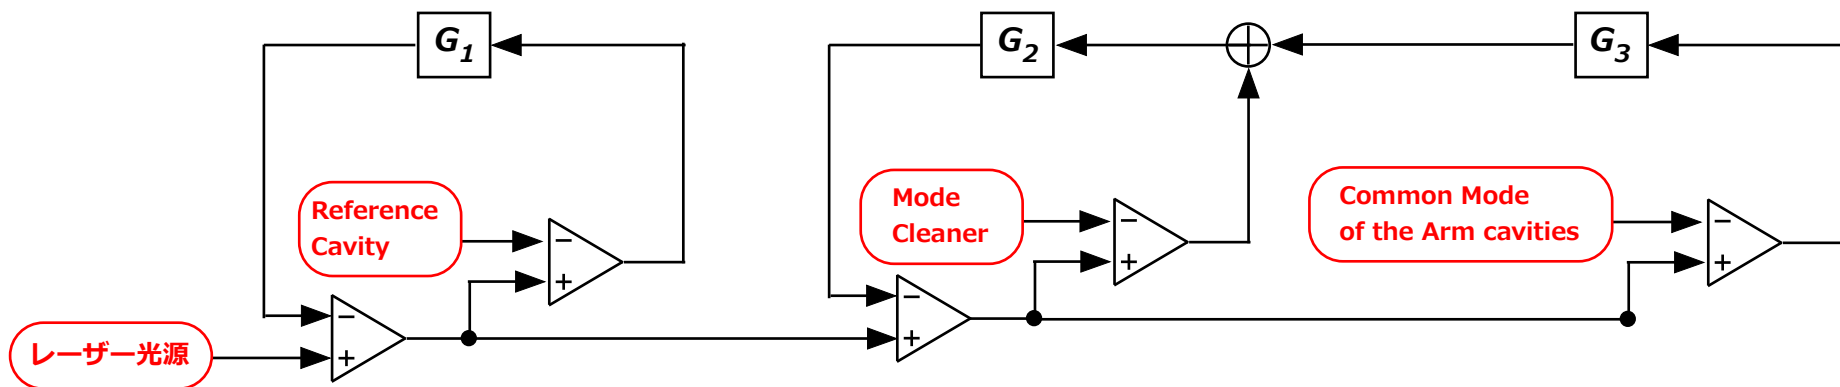 G1
G2
G3
Reference
Cavity
Mode
Cleaner
Common Mode
of the Arm cavities
レーザー光源
−
+
−
+
−
+
−
+
−
+